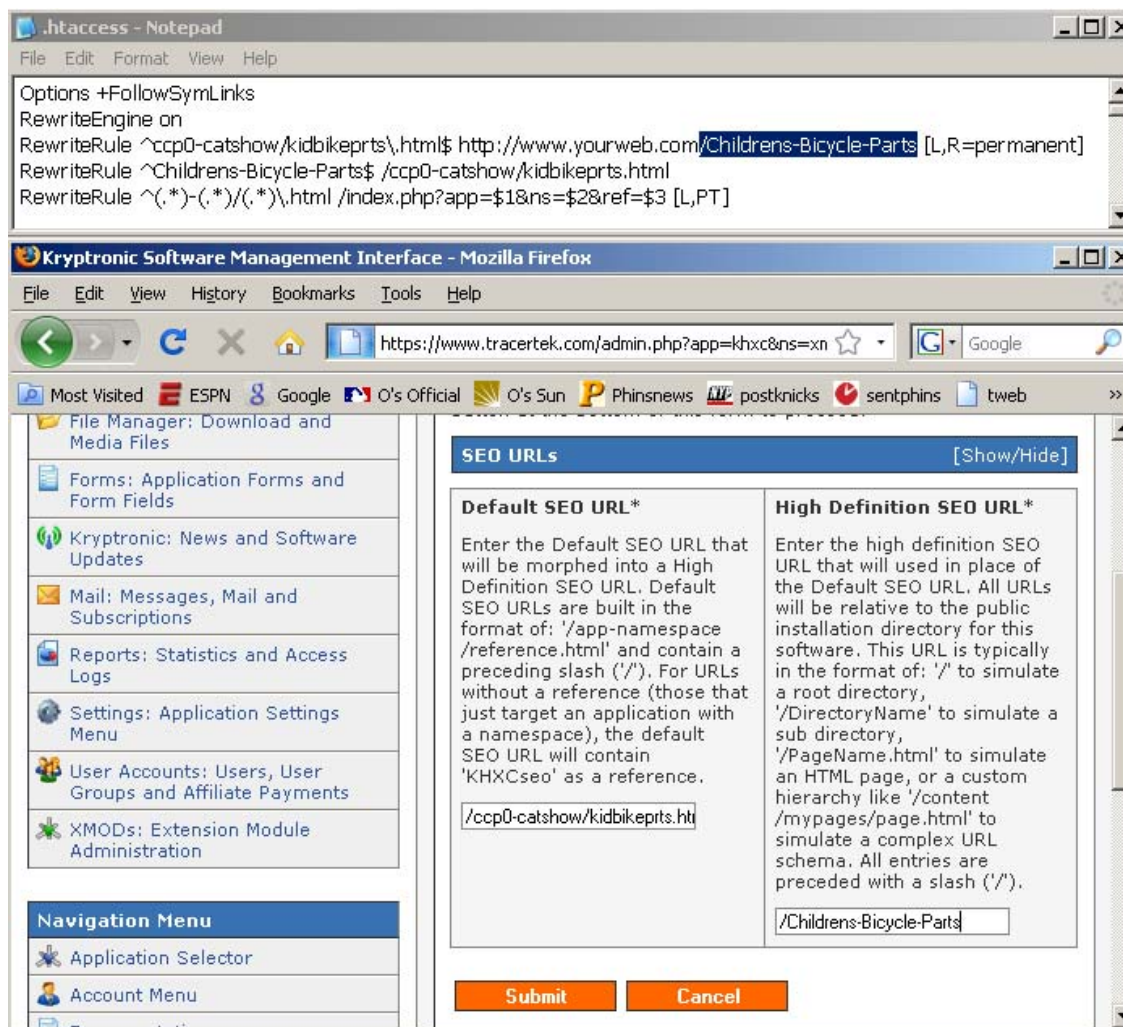 .htaccess - Notepad
File Edit Format View Help
Options +FollowSymLinks
RewriteEngine on
RewriteRule ^ccp0-catshow/kidbikeprts\.html$ http://www.yourweb.com/Childrens-Bicycle-Parts [L,R=permanent]
RewriteRule ^Childrens-Bicycle-Parts$ /ccp0-catshow/kidbikeprts.html
RewriteRule ^(.*)-(.*)/(.*)\.html /index.php?app=$1&ns=$2&ref=$3 [L,PT]
Kryptronic Software Management Interface - Mozilla Firefox
File Edit View History Bookmarks Tools Help
https://www.tracertek.com/admin.php?app=khxc&ns=xn
G Google
Most Visited ESPN Google O's Official O's Sun Phinsnews postknicks sentphins tweb »
File Manager: Download and
Media Files
Forms: Application Forms and
Form Fields
Kryptronic: News and Software
Updates
Mail: Messages, Mail and
Subscriptions
Reports: Statistics and Access
Logs
Settings: Application Settings
Menu
User Accounts: Users, User
Groups and Affiliate Payments
XMODs: Extension Module
Administration
Navigation Menu
Application Selector
Account Menu
SEO URLs [Show/Hide]
Default SEO URL*
Enter the Default SEO URL that
will be morphed into a High
Definition SEO URL. Default
SEO URLs are built in the
format of: '/app-namespace
/reference.html' and contain a
preceding slash ('/'). For URLs
without a reference (those that
just target an application with
a namespace), the default
SEO URL will contain
'KHXCseo' as a reference.
/ccp0-catshow/kidbikeprts.ht
High Definition SEO URL*
Enter the high definition SEO
URL that will used in place of
the Default SEO URL. All URLs
will be relative to the public
installation directory for this
software. This URL is typically
in the format of: '/' to simulate
a root directory,
'/DirectoryName' to simulate a
sub directory,
'/PageName.html' to simulate
an HTML page, or a custom
hierarchy like '/content
/mypages/page.html' to
simulate a complex URL
schema. All entries are
preceded with a slash ('/').
/Childrens-Bicycle-Parts
Submit Cancel